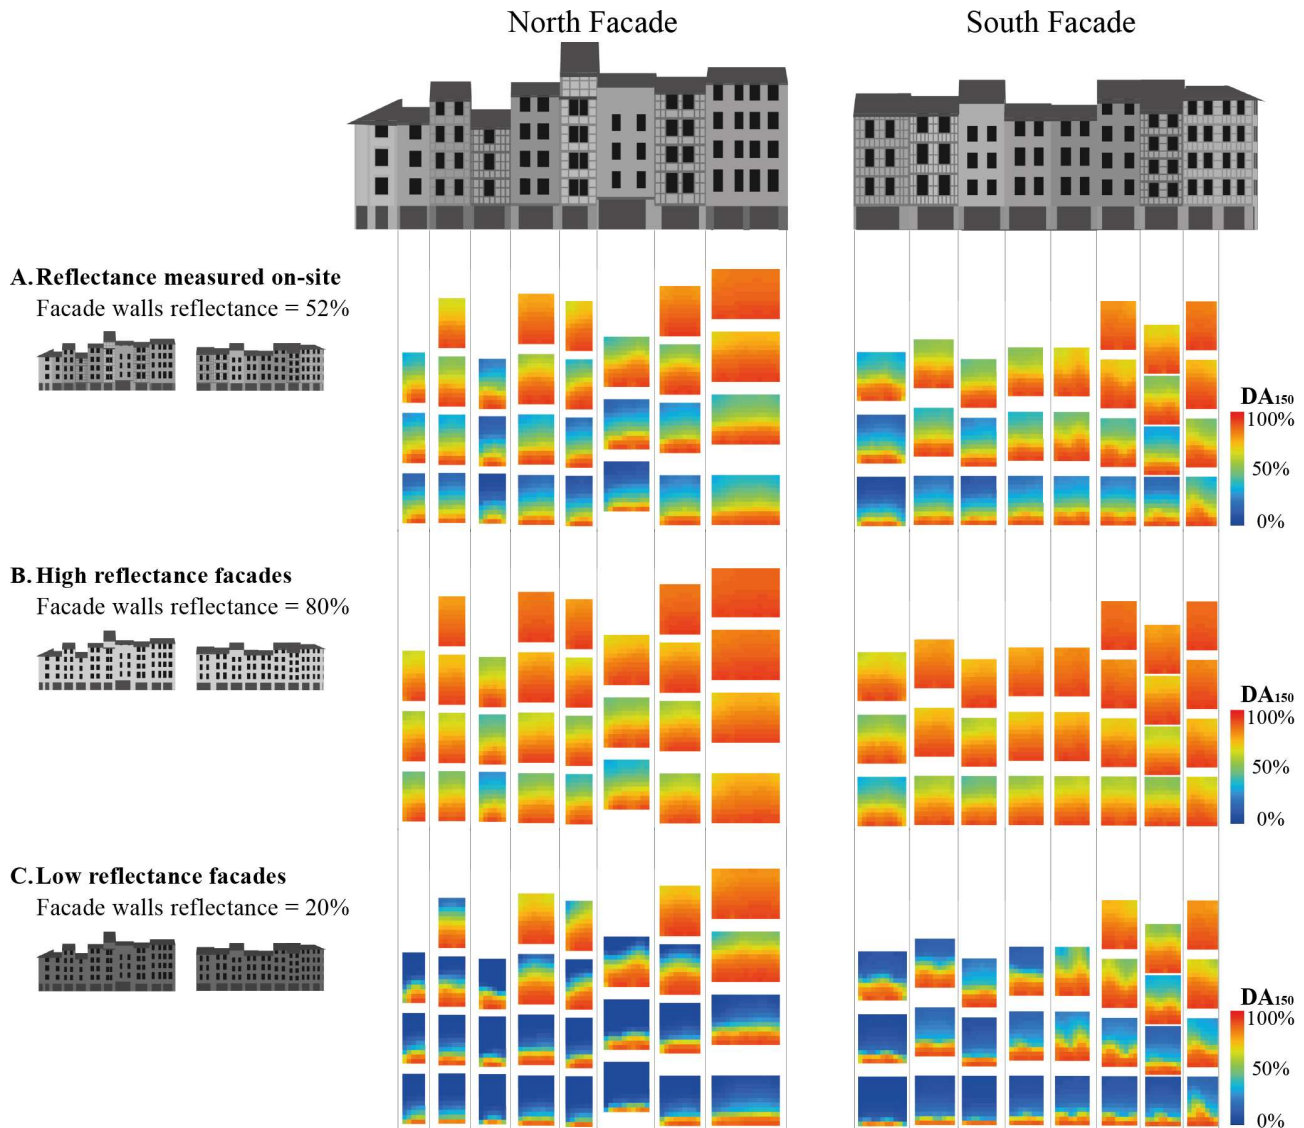 North Facade
South Facade
A. Reflectance measured on-site
Facade walls reflectance = 52%
DA150
100%
50%
0%
B. High reflectance facades
Facade walls reflectance = 80%
DA150
100%
50%
0%
C. Low reflectance facades
Facade walls reflectance = 20%
DA150
100%
50%
0%